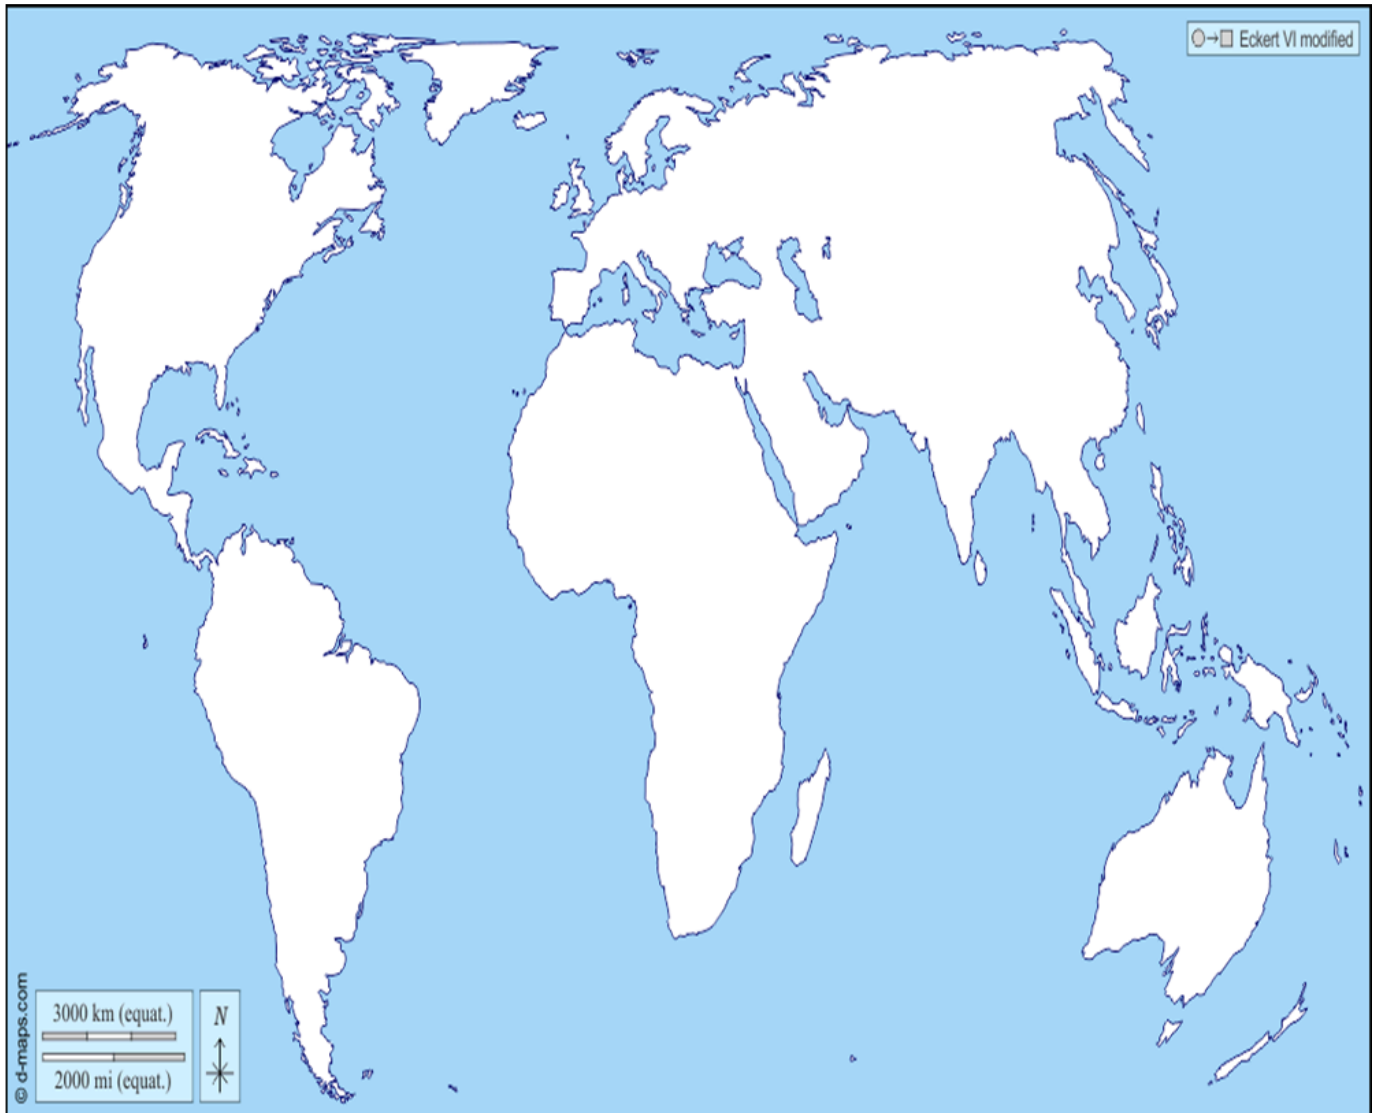 ○→□ Eckert VI modified
3000 km (equat.)
2000 mi (equat.)
N
© d-maps.com